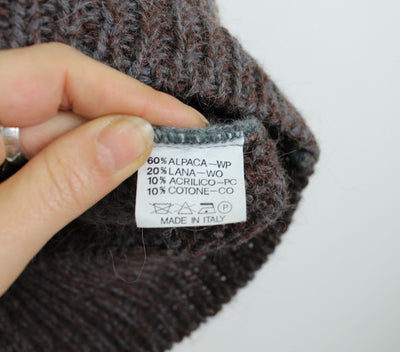 60% ALPACA-WP
20% LANA-WO
10% ACRILICO-PC
10% COTONE-CO
P
MADE IN ITALY